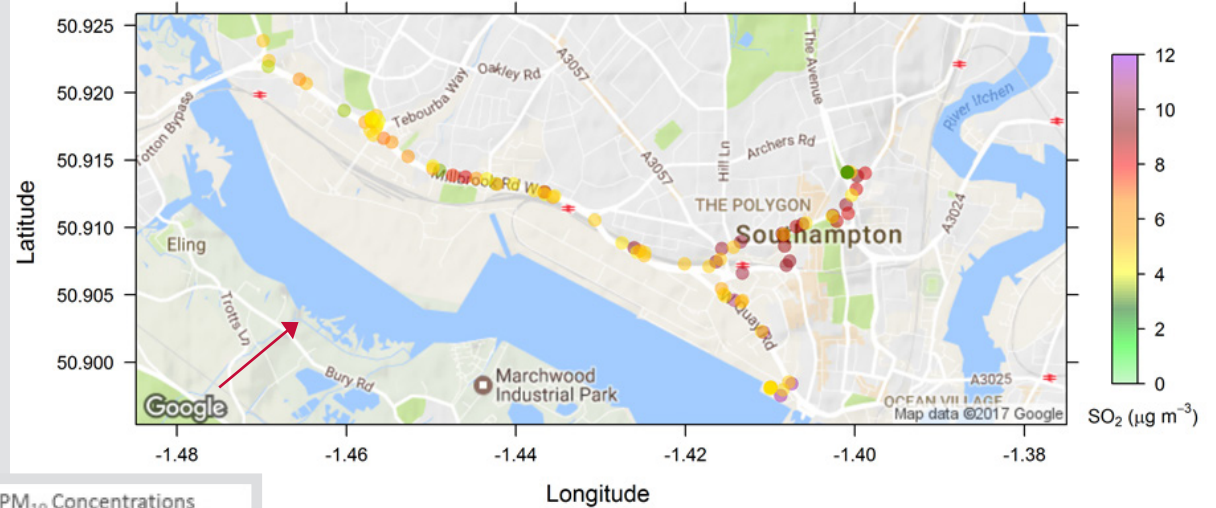 50.925
50.920
50.915
50.910
50.905
50.900
Latitude
-1.48
-1.46
-1.44
-1.42
-1.40
-1.38
Longitude
Totton Bypass
Tebourba Way
Oakley Rd
A3057
A3057
Hill Ln
The Avenue
Archers Rd
River Itchen
Millbrook Rd W
THE POLYGON
Southampton
A3024
Eling
Trotts Ln
Bury Rd
Marchwood
Industrial Park
Quay Rd
A3025
OCEAN VILLAGE
Google
Map data ©2017 Google
12
10
8
6
4
2
0
SO₂ (μg m⁻³)
PM₁₀ Concentrations